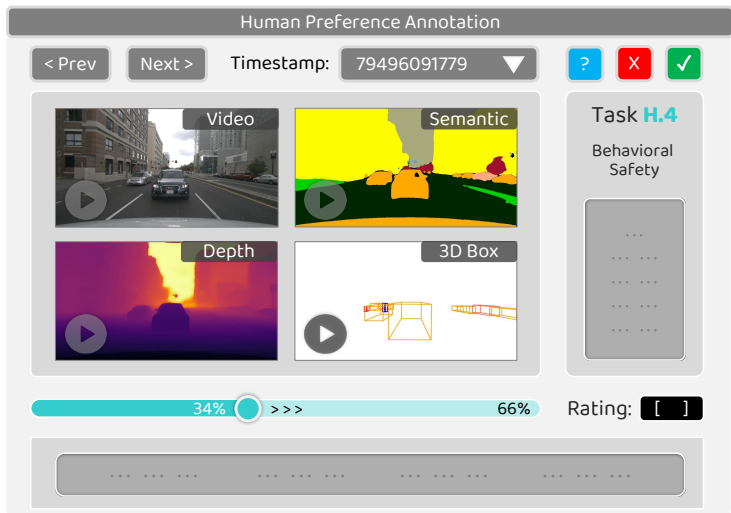 Human Preference Annotation
< Prev
Next >
Timestamp:
79496091779
?
X
✓
Video
Semantic
Depth
3D Box
Task H.4
Behavioral
Safety
...
... ...
... ...
... ...
... ...
34%
>>>
66%
Rating: [ ]
... ... ... ... ... ... ... ... ... ... ... ...